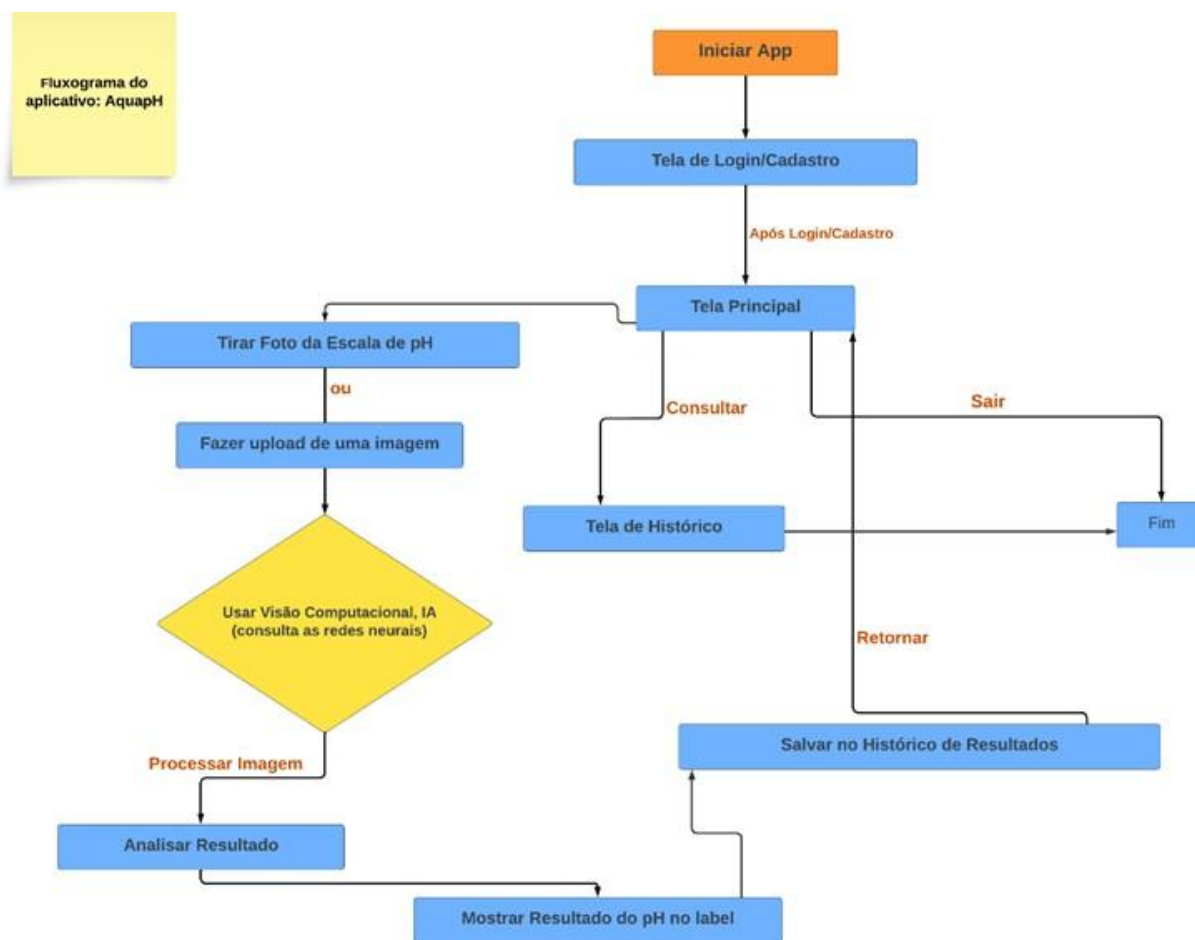 Fluxograma do
aplicativo: AquapH
Iniciar App
Tela de Login/Cadastro
Após Login/Cadastro
Tela Principal
Tirar Foto da Escala de pH
ou
Consultar
Sair
Fazer upload de uma imagem
Tela de Histórico
Fim
Usar Visão Computacional, IA
(consulta as redes neurais)
Retornar
Processar Imagem
Salvar no Histórico de Resultados
Analisar Resultado
Mostrar Resultado do pH no label